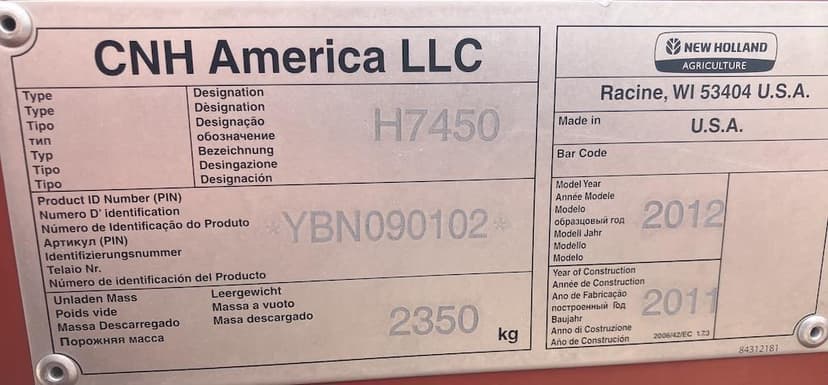 CNH America LLC
Type Designation
Type Dèsignation
Tipo Designação
тип обозначение
Typ Bezeichnung
Tipo Desingazione
Tipo Designación
H7450
Product ID Number (PIN)
Numero D' identification
Número de Identificação do Produto
Артикул (PIN)
Identifizierungsnummer
Telaio Nr.
Número de identificación del Producto
*YBN090102*
Unladen Mass Leergewicht
Poids vide Massa a vuoto
Massa Descarregado Masa descargado
Порожняя масса
2350 kg
NEW HOLLAND
AGRICULTURE
Racine, WI 53404 U.S.A.
Made in U.S.A.
Bar Code
Model Year
Année Modele
Modelo
образцовый год
Modell Jahr
Modello
Modelo
2012
Year of Construction
Année de Construction
Ano de Fabricação
построенный Год
Baujahr
Anno di Costruzione
Año de Construción
2011
2006/42/EC 1.7.3
84312181